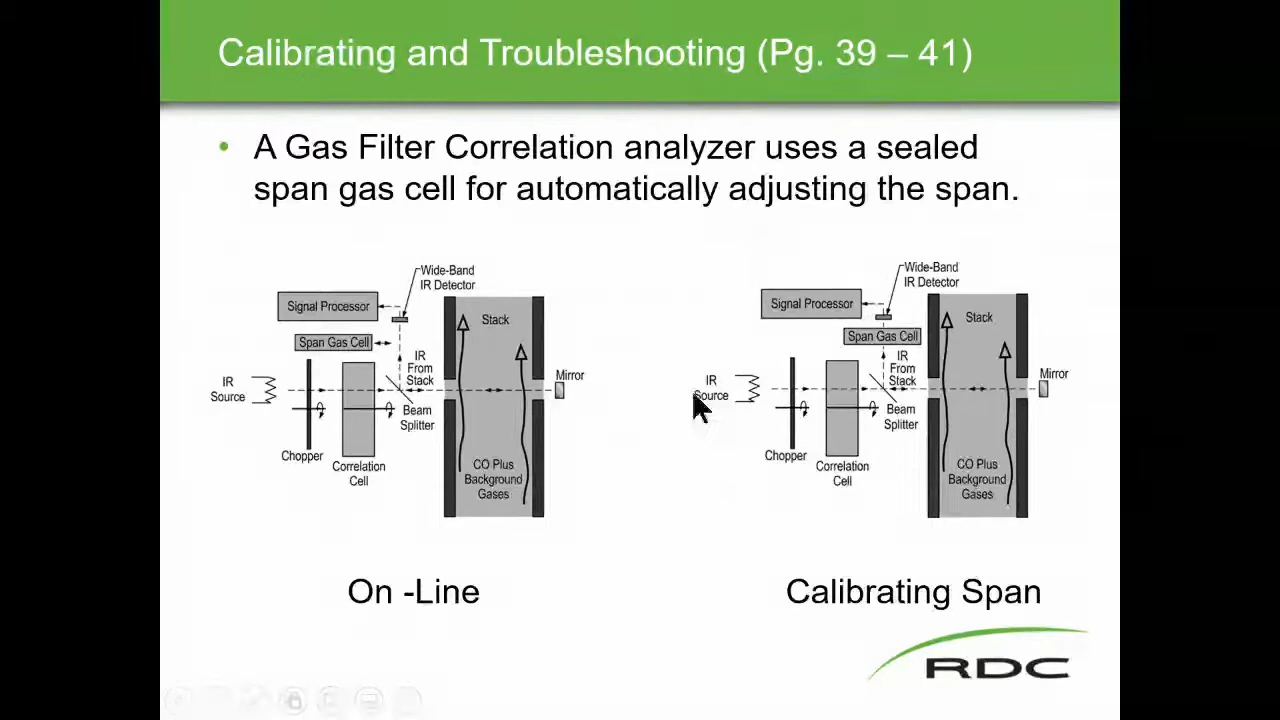 Calibrating and Troubleshooting (Pg. 39 – 41)
• A Gas Filter Correlation analyzer uses a sealed
span gas cell for automatically adjusting the span.
Wide-Band
IR Detector
Signal Processor
Span Gas Cell
Stack
IR
From
Stack
IR
Source
Mirror
Beam
Splitter
Chopper
Correlation
Cell
CO Plus
Background
Gases
On -Line
Wide-Band
IR Detector
Signal Processor
Span Gas Cell
Stack
IR
From
Stack
IR
Source
Mirror
Beam
Splitter
Chopper
Correlation
Cell
CO Plus
Background
Gases
Calibrating Span
RDC